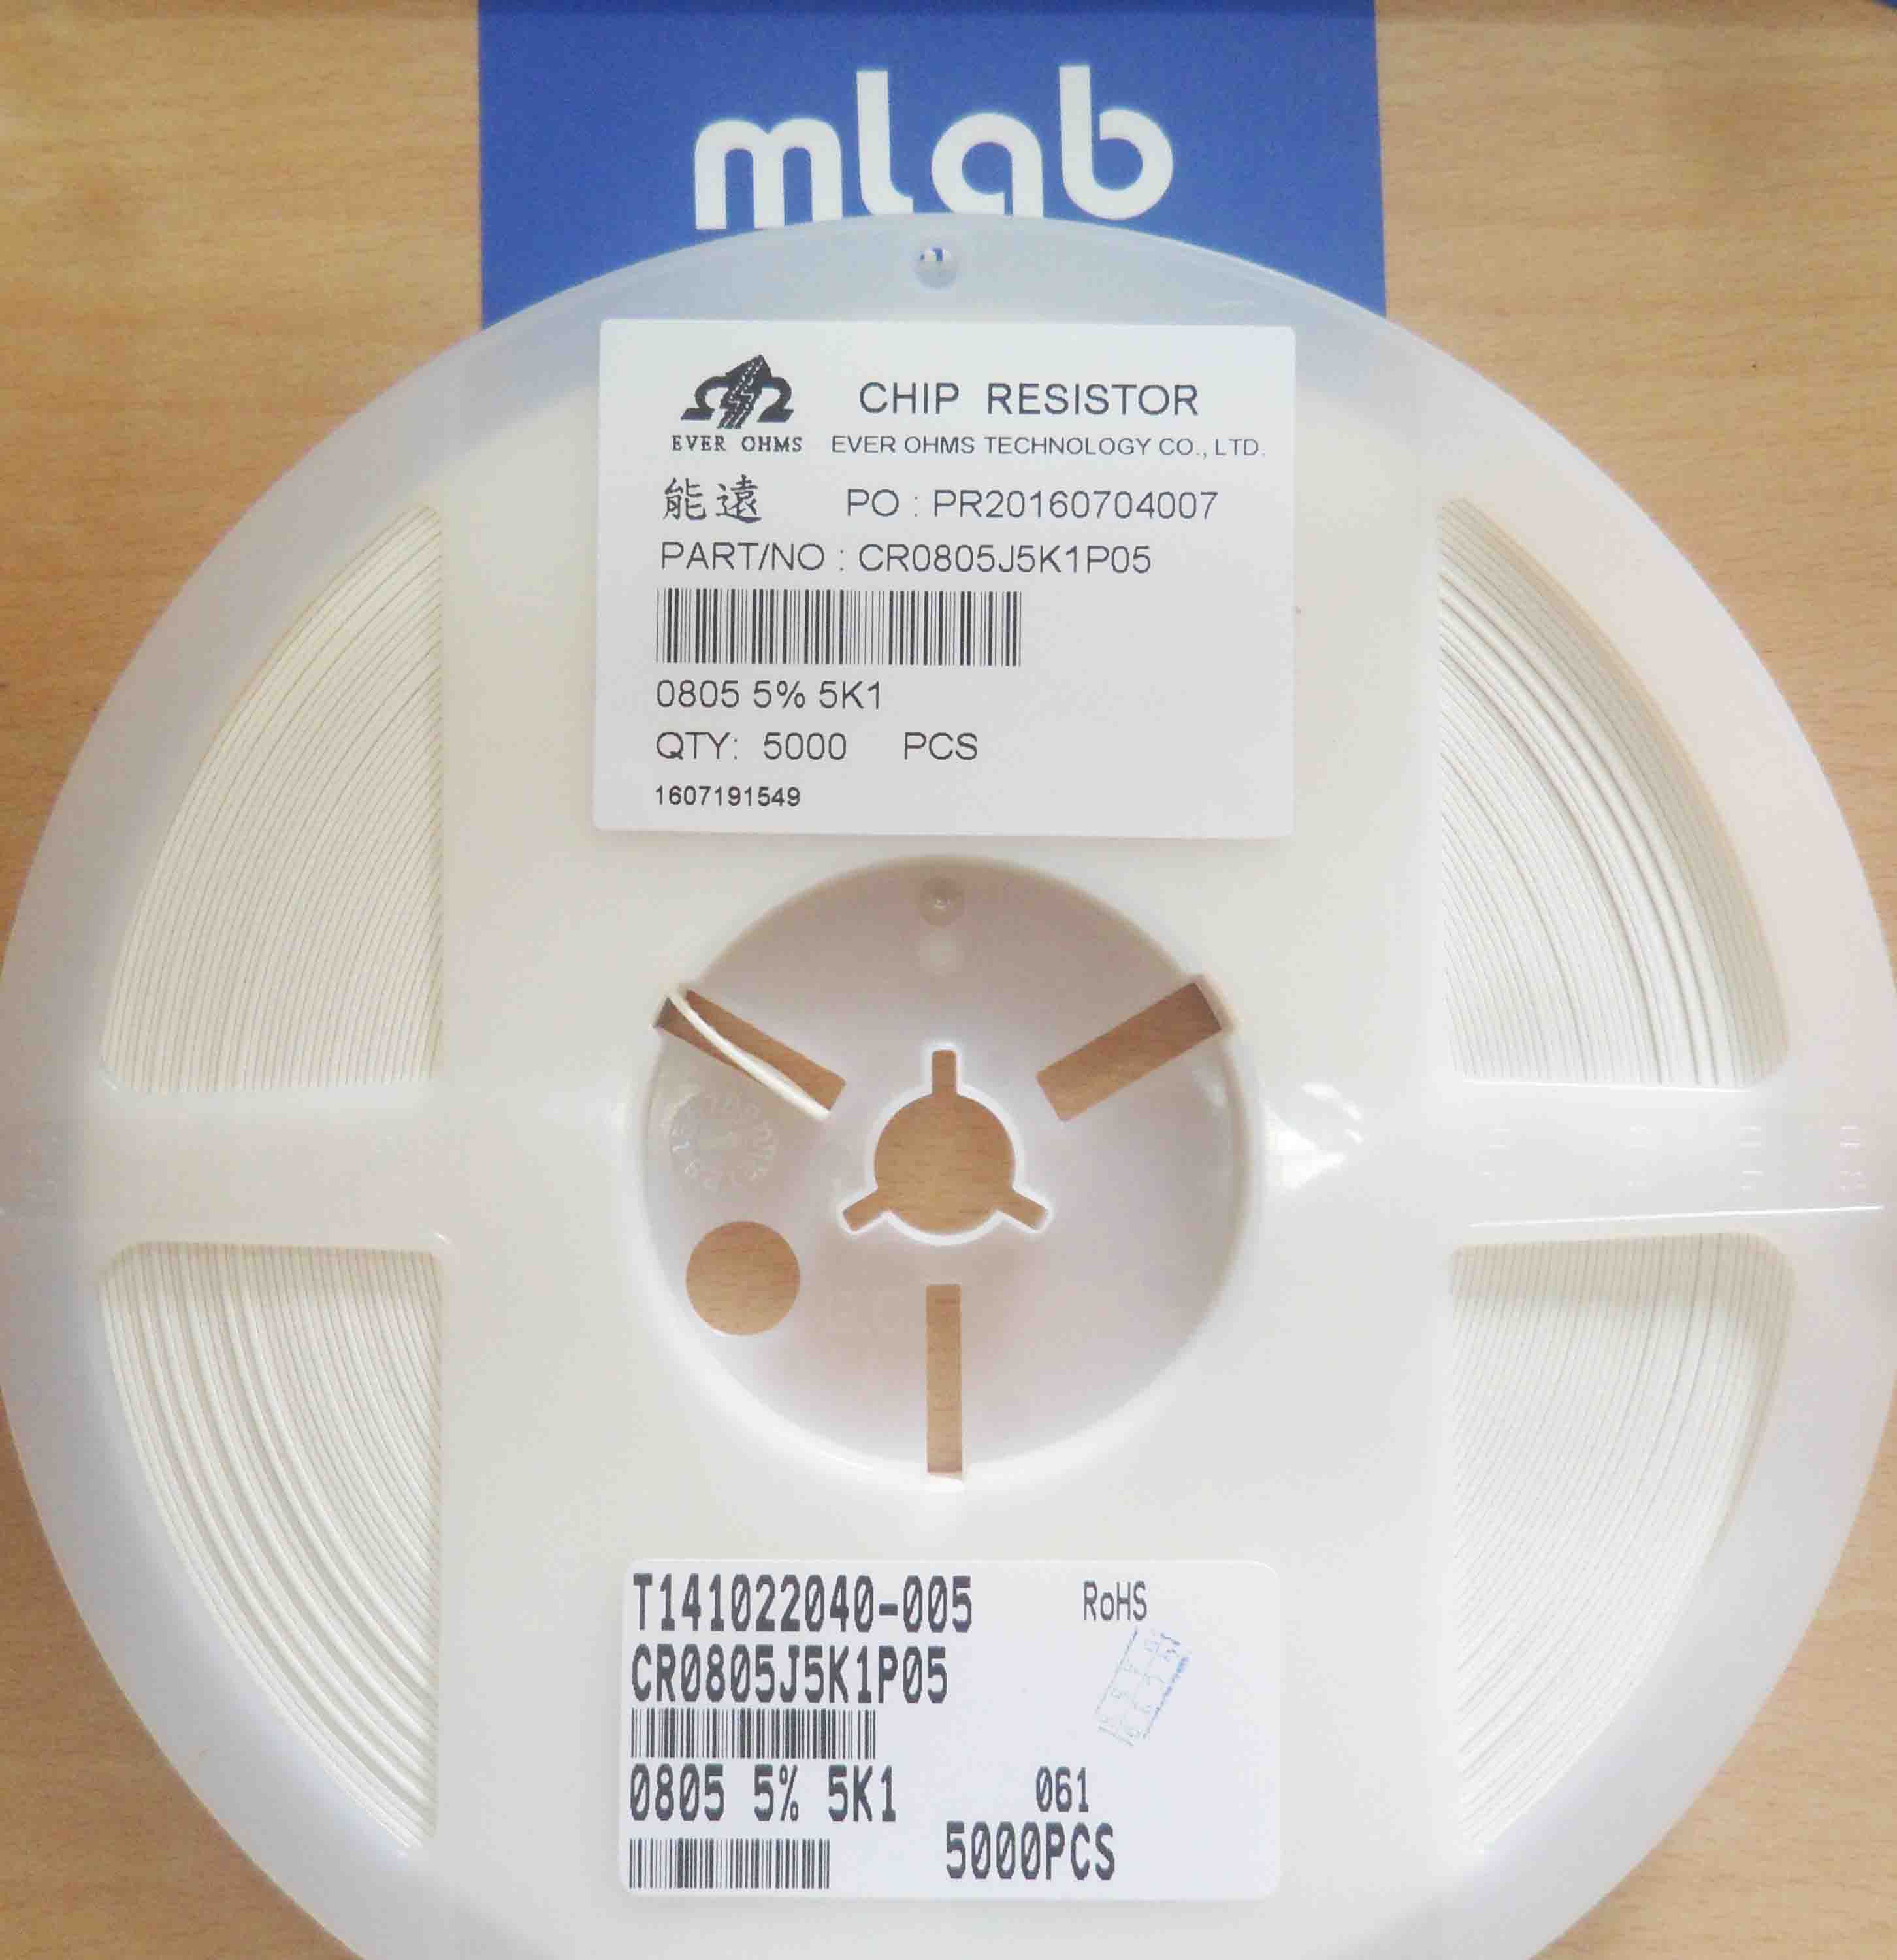 mlab
CHIP RESISTOR
EVER OHMS EVER OHMS TECHNOLOGY CO., LTD.
能遠 PO : PR20160704007
PART/NO : CR0805J5K1P05
0805 5% 5K1
QTY: 5000 PCS
1607191549
T141022040-005 RoHS
CR0805J5K1P05
0805 5% 5K1 061
5000PCS